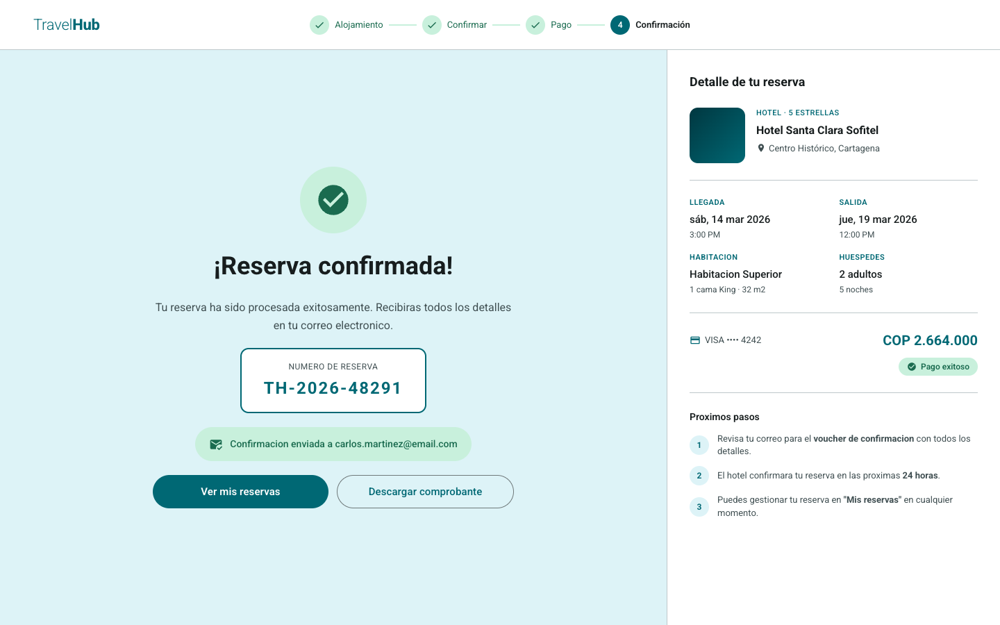 TravelHub
Alojamiento
Confirmar
Pago
4 Confirmación
¡Reserva confirmada!
Tu reserva ha sido procesada exitosamente. Recibiras todos los detalles
en tu correo electronico.
NUMERO DE RESERVA
TH-2026-48291
Confirmacion enviada a carlos.martinez@email.com
Ver mis reservas
Descargar comprobante
Detalle de tu reserva
HOTEL · 5 ESTRELLAS
Hotel Santa Clara Sofitel
Centro Histórico, Cartagena
LLEGADA
sáb, 14 mar 2026
3:00 PM
SALIDA
jue, 19 mar 2026
12:00 PM
HABITACION
Habitacion Superior
1 cama King · 32 m2
HUESPEDES
2 adultos
5 noches
VISA •••• 4242
COP 2.664.000
Pago exitoso
Proximos pasos
1 Revisa tu correo para el voucher de confirmacion con todos los
detalles.
2 El hotel confirmara tu reserva en las proximas 24 horas.
3 Puedes gestionar tu reserva en "Mis reservas" en cualquier
momento.